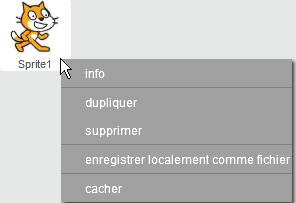 Sprite1
info
dupliquer
supprimer
enregistrer localement comme fichier
cacher